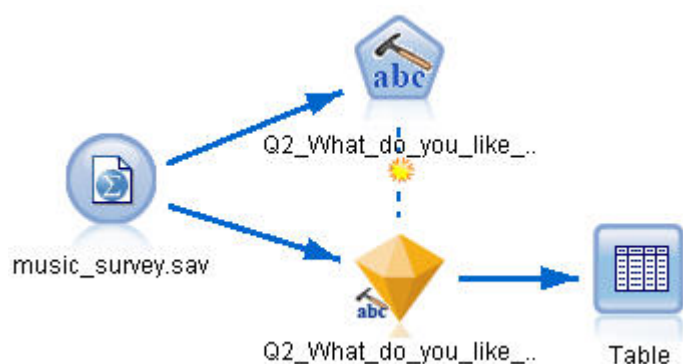 abc
Q2_What_do_you_like_..
music_survey.sav
abc
Q2_What_do_you_like_..
Table